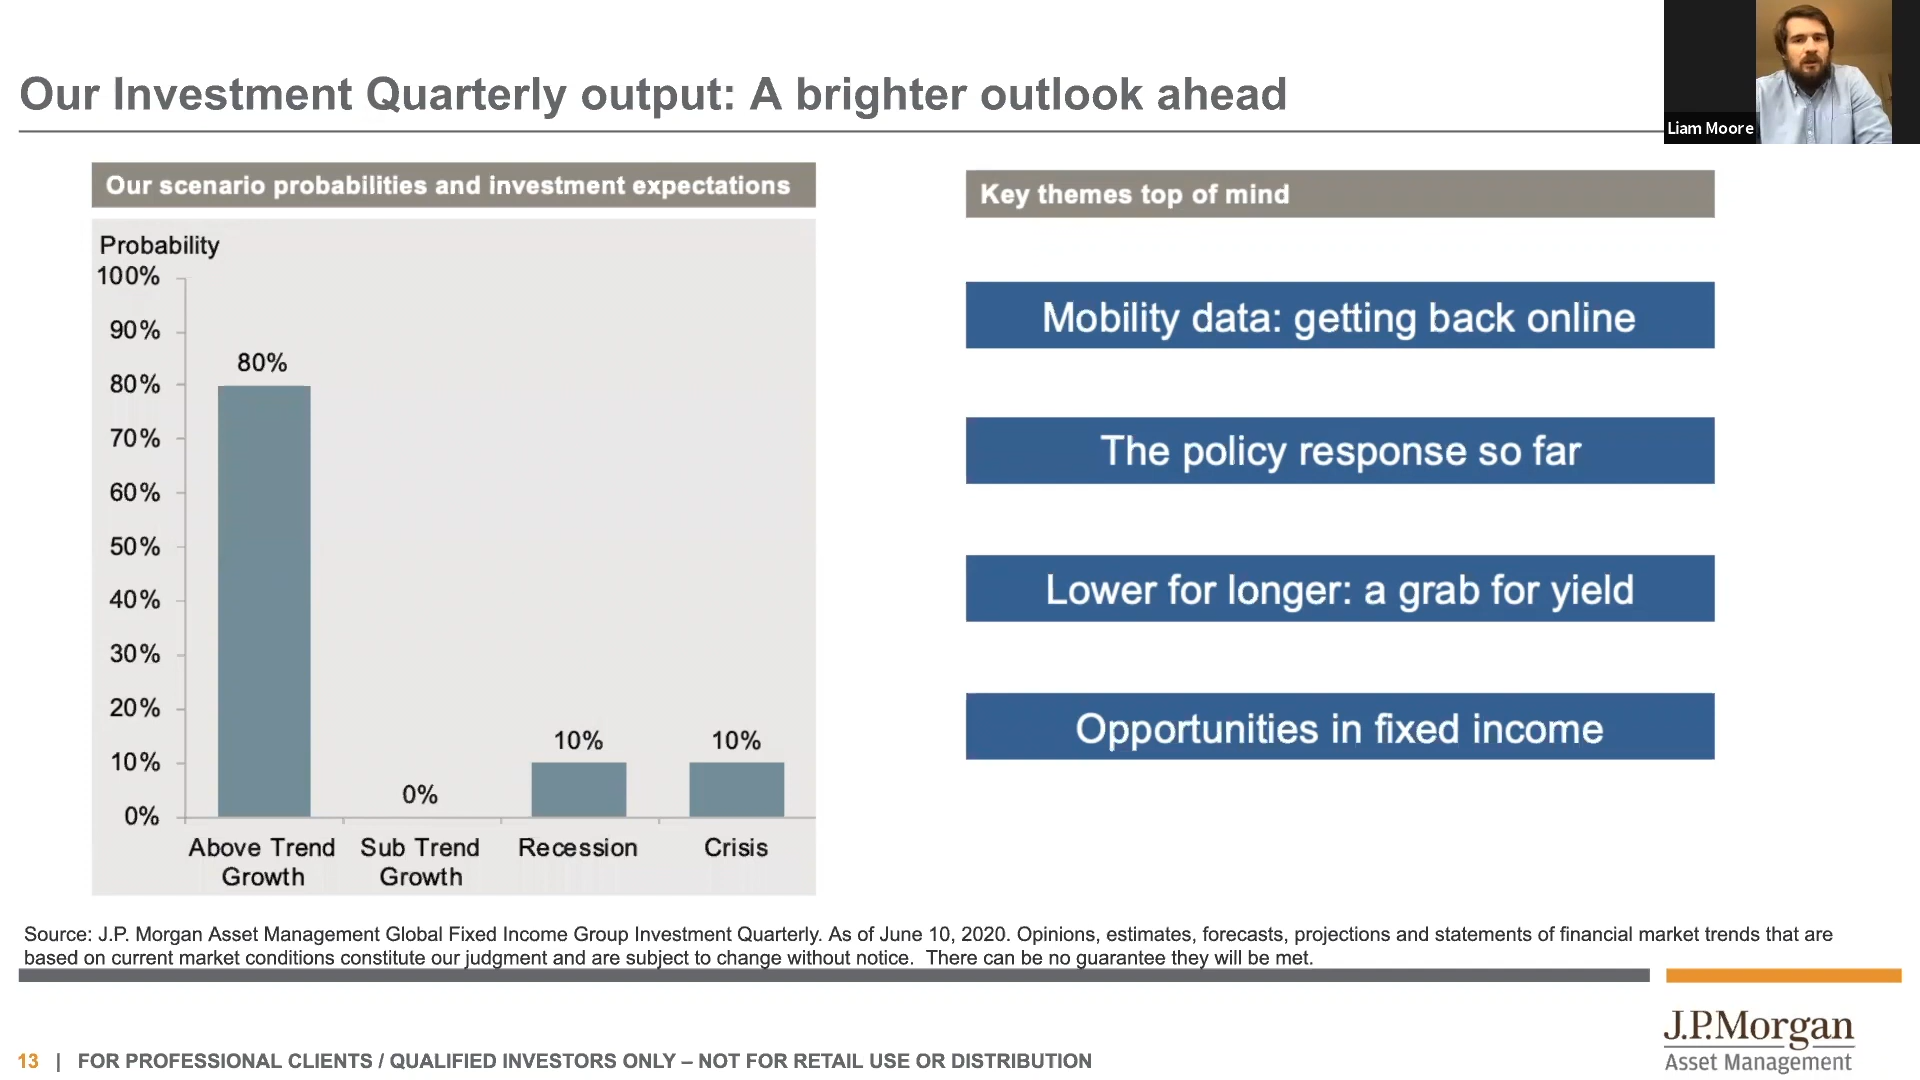 Our Investment Quarterly output: A brighter outlook ahead
Liam Moore
Our scenario probabilities and investment expectations
Probability
100%
90%
80%
70%
60%
50%
40%
30%
20%
10%
0%
80%
0%
10%
10%
Above Trend Growth
Sub Trend Growth
Recession
Crisis
Key themes top of mind
Mobility data: getting back online
The policy response so far
Lower for longer: a grab for yield
Opportunities in fixed income
Source: J.P. Morgan Asset Management Global Fixed Income Group Investment Quarterly. As of June 10, 2020. Opinions, estimates, forecasts, projections and statements of financial market trends that are
based on current market conditions constitute our judgment and are subject to change without notice.  There can be no guarantee they will be met.
J.P.Morgan
Asset Management
13 | FOR PROFESSIONAL CLIENTS / QUALIFIED INVESTORS ONLY – NOT FOR RETAIL USE OR DISTRIBUTION